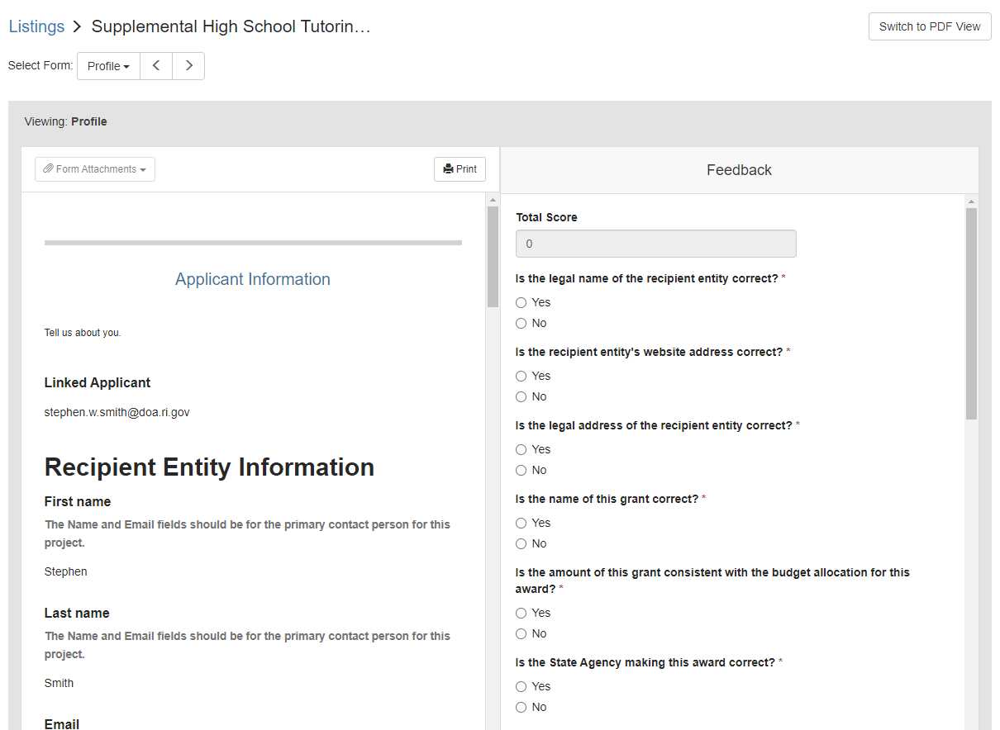 Listings > Supplemental High School Tutorin…
Switch to PDF View
Select Form: Profile
Viewing: Profile
Form Attachments
Print
Applicant Information
Tell us about you.
Linked Applicant
stephen.w.smith@doa.ri.gov
Recipient Entity Information
First name
The Name and Email fields should be for the primary contact person for this
project.
Stephen
Last name
The Name and Email fields should be for the primary contact person for this
project.
Smith
Email
Feedback
Total Score
0
Is the legal name of the recipient entity correct? *
Yes
No
Is the recipient entity's website address correct? *
Yes
No
Is the legal address of the recipient entity correct? *
Yes
No
Is the name of this grant correct? *
Yes
No
Is the amount of this grant consistent with the budget allocation for this
award? *
Yes
No
Is the State Agency making this award correct? *
Yes
No